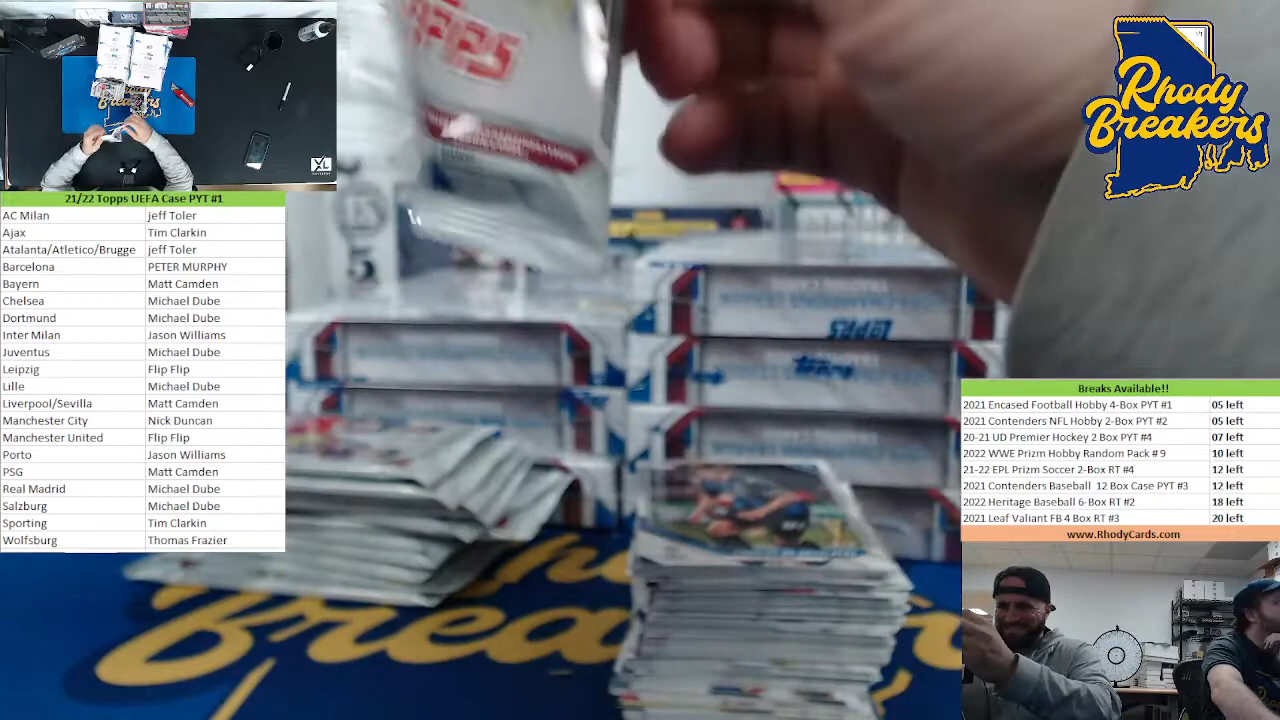 Rhody
Breakers
21/22 Topps UEFA Case PYT #1
AC Milan jeff Toler
Ajax Tim Clarkin
Atalanta/Atletico/Brugge jeff Toler
Barcelona PETER MURPHY
Bayern Matt Camden
Chelsea Michael Dube
Dortmund Michael Dube
Inter Milan Jason Williams
Juventus Michael Dube
Leipzig Flip Flip
Lille Michael Dube
Liverpool/Sevilla Matt Camden
Manchester City Nick Duncan
Manchester United Flip Flip
Porto Jason Williams
PSG Matt Camden
Real Madrid Michael Dube
Salzburg Michael Dube
Sporting Tim Clarkin
Wolfsburg Thomas Frazier
Breaks Available!!
2021 Encased Football Hobby 4-Box PYT #1 05 left
2021 Contenders NFL Hobby 2-Box PYT #2 05 left
20-21 UD Premier Hockey 2 Box PYT #4 07 left
2022 WWE Prizm Hobby Random Pack # 9 10 left
21-22 EPL Prizm Soccer 2-Box RT #4 12 left
2021 Contenders Baseball 12 Box Case PYT #3 12 left
2022 Heritage Baseball 6-Box RT #2 18 left
2021 Leaf Valiant FB 4 Box RT #3 20 left
www.RhodyCards.com
topps